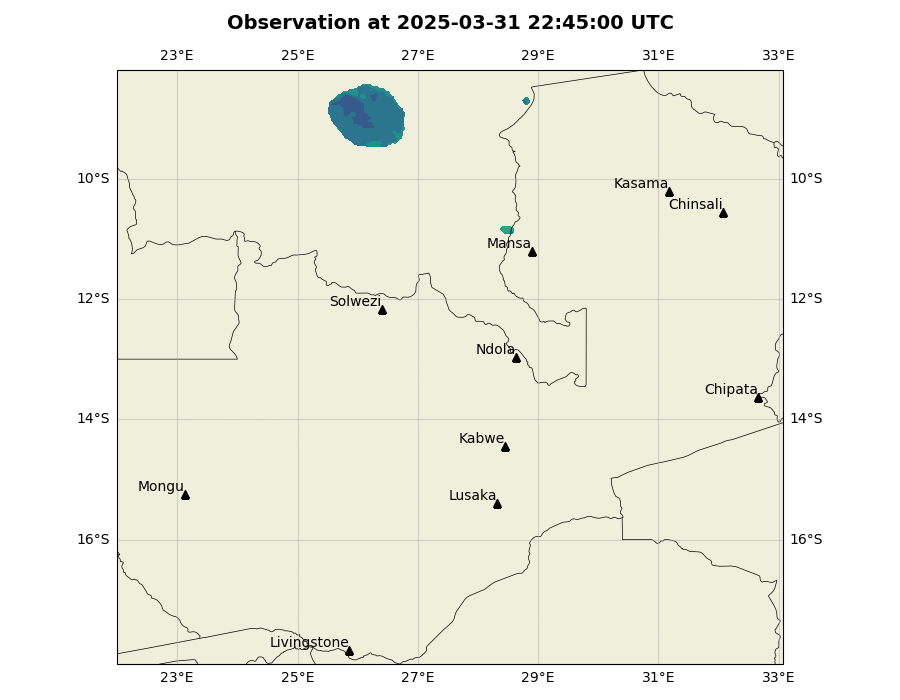 Observation at 2025-03-31 22:45:00 UTC
23°E 25°E 27°E 29°E 31°E 33°E
10°S 10°S
Kasama
Chinsali
Mansa
12°S 12°S
Solwezi
Ndola
Chipata
14°S 14°S
Kabwe
Mongu
Lusaka
16°S 16°S
Livingstone
23°E 25°E 27°E 29°E 31°E 33°E